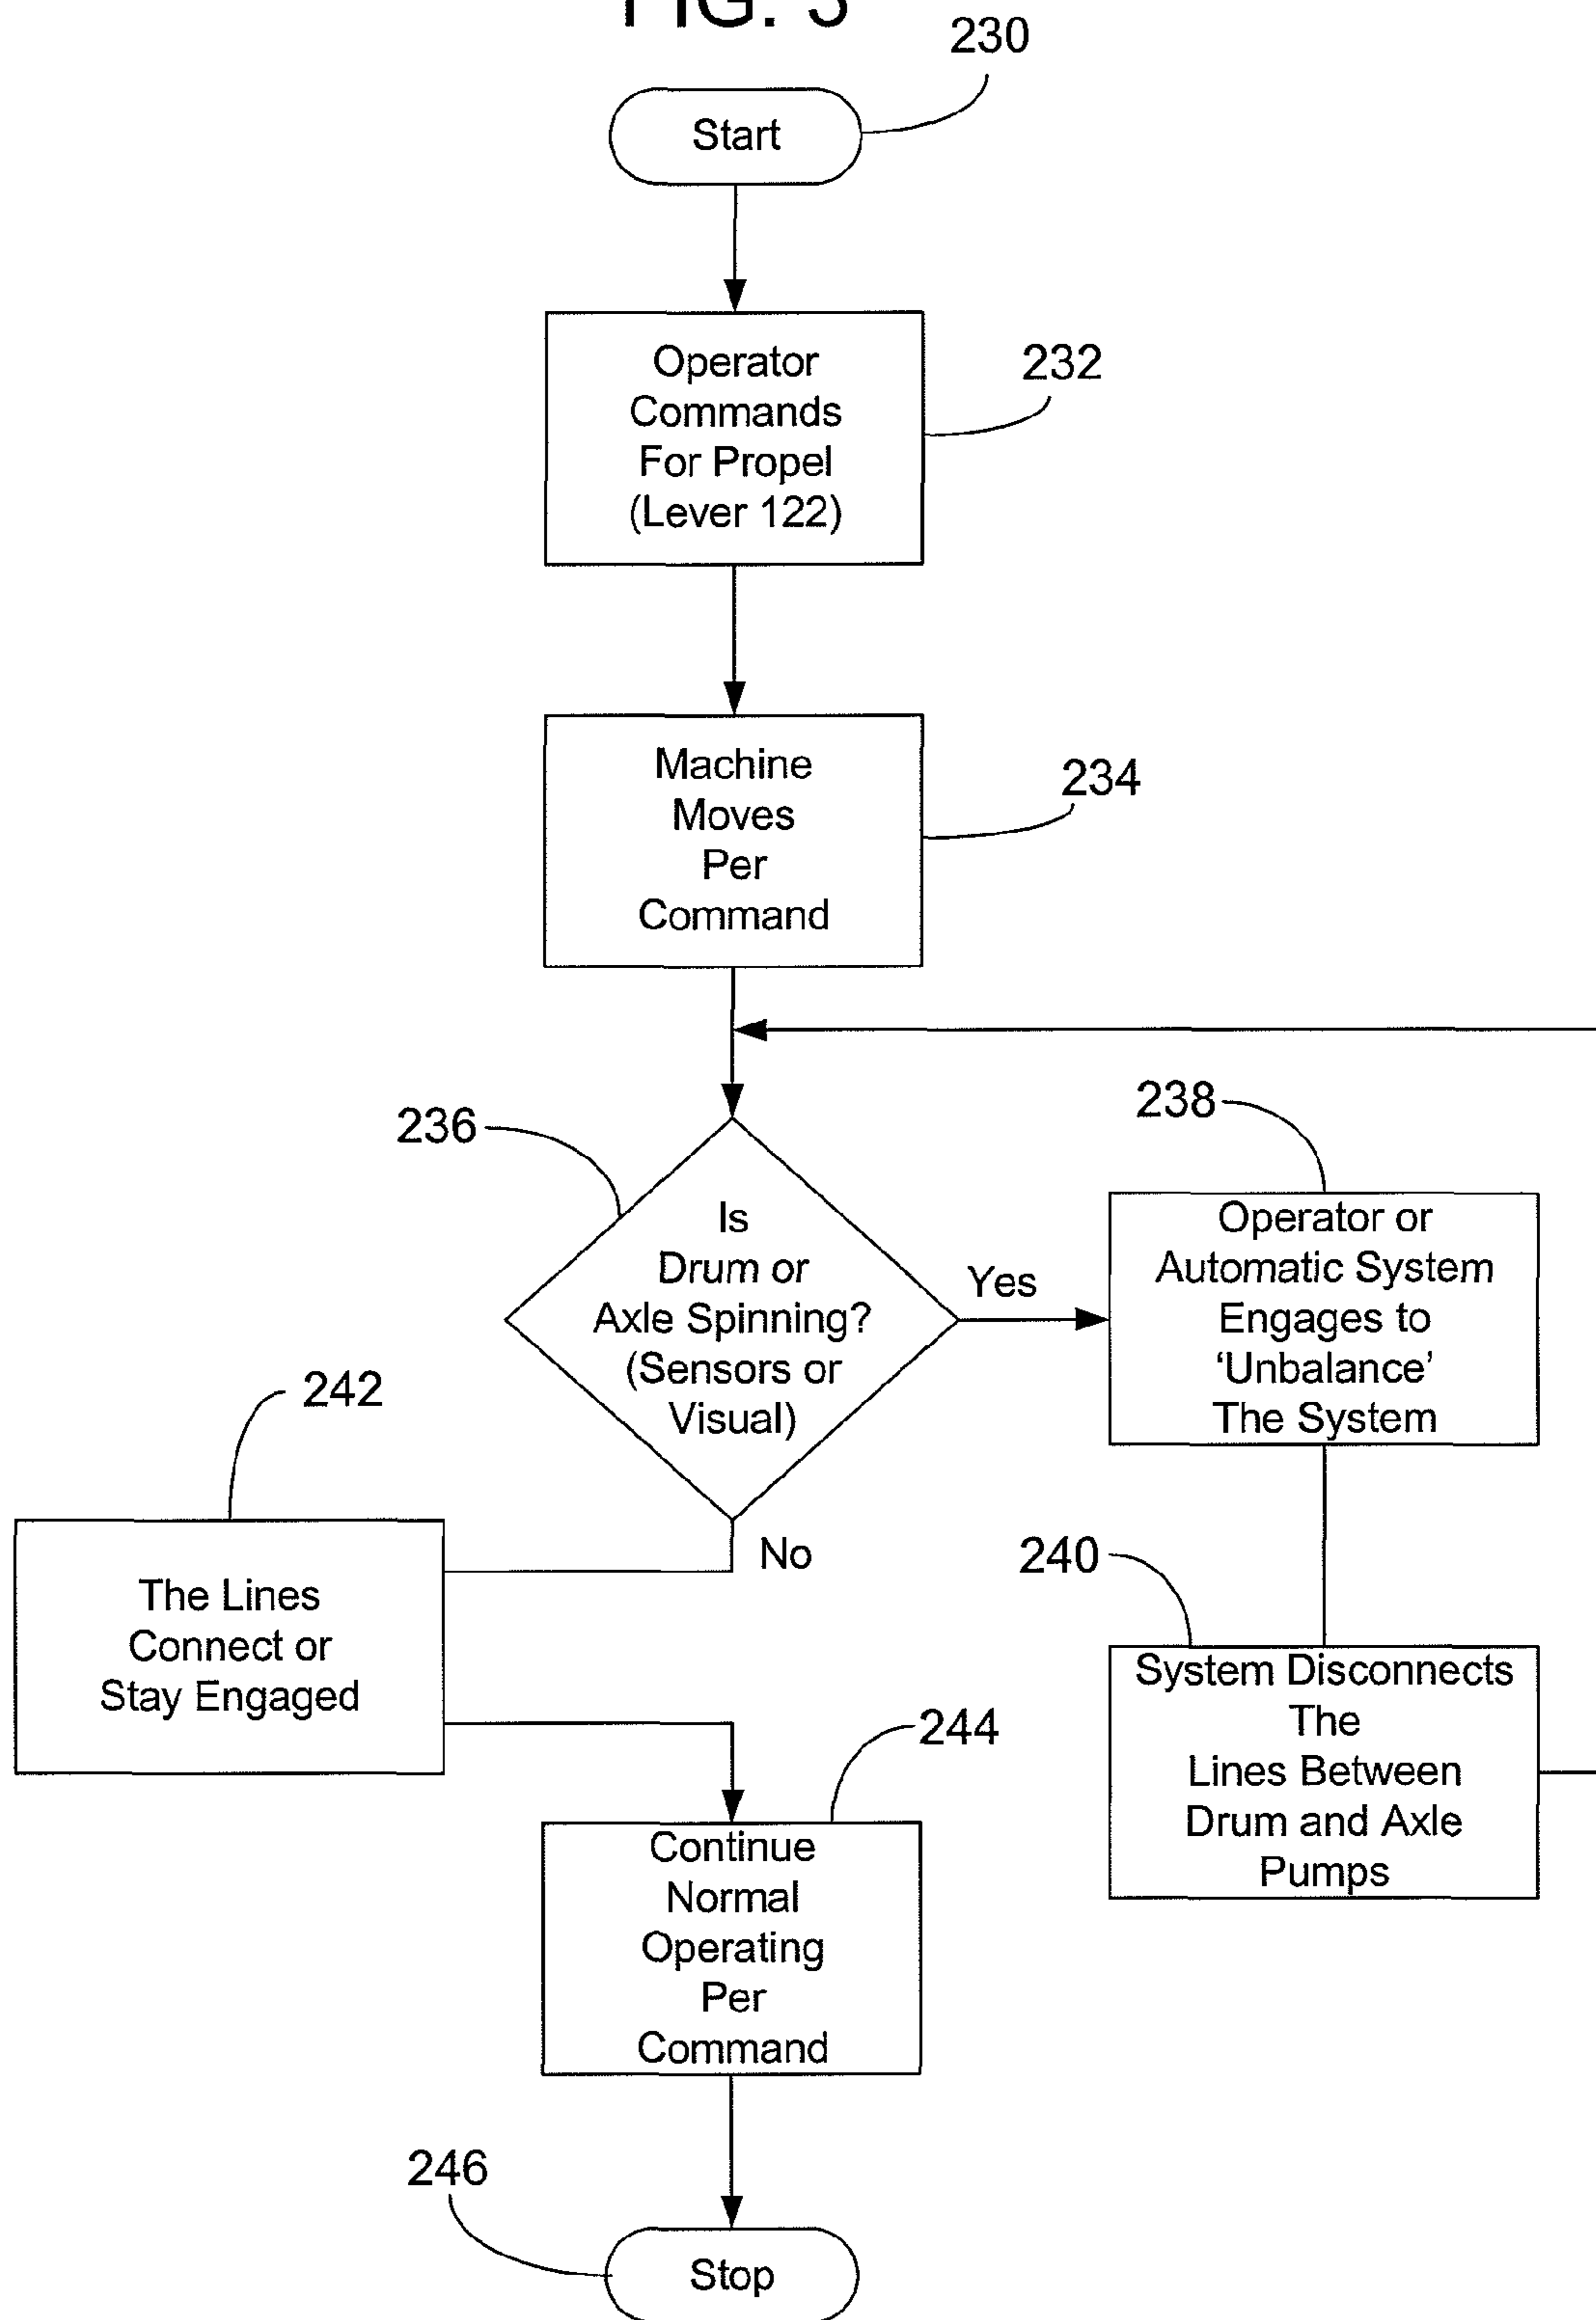 FIG.
230
Start
Operator
Commands
For Propel
(Lever 122)
232
Machine
Moves
Per
Command
234
236
Is
Drum or
Axle Spinning?
(Sensors or
Visual)
Yes
No
238
Operator or
Automatic System
Engages to
‘Unbalance’
The System
240
System Disconnects
The
Lines Between
Drum and Axle
Pumps
242
The Lines
Connect or
Stay Engaged
244
Continue
Normal
Operating
Per
Command
246
Stop